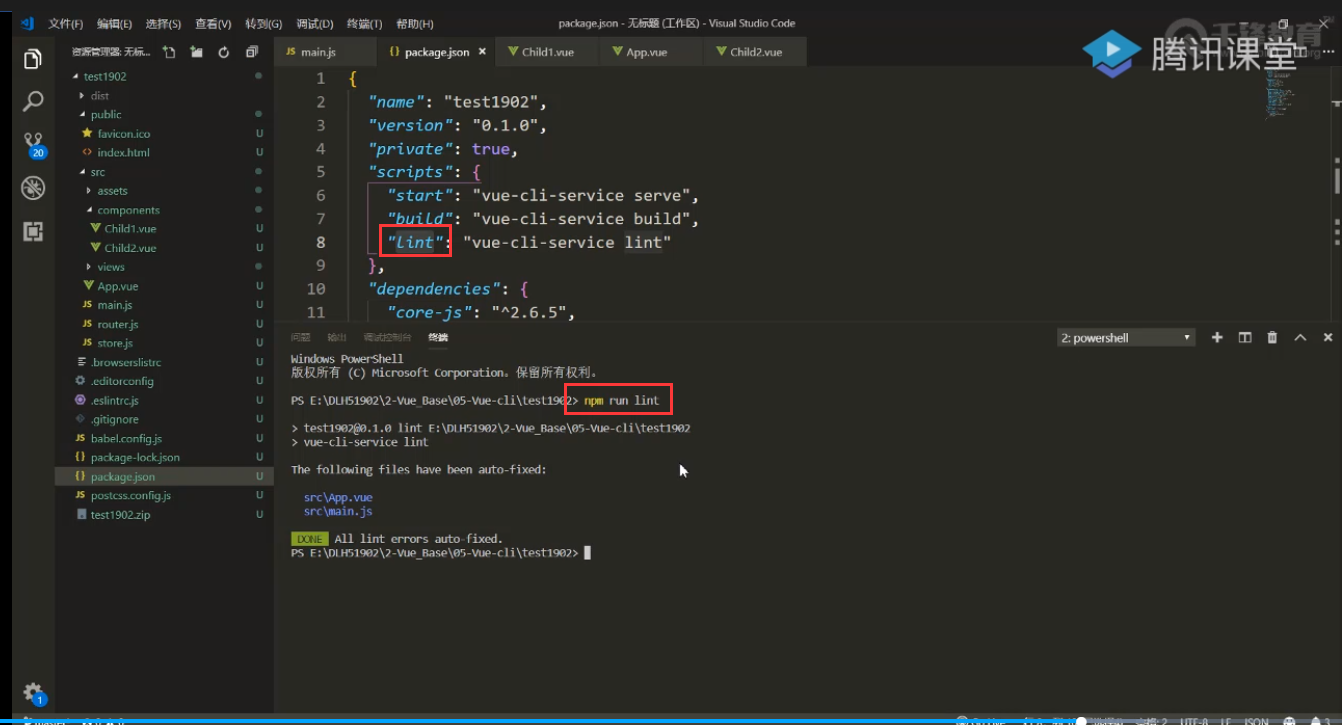 文件(F) 编辑(E) 选择(S) 查看(V) 转到(G) 调试(D) 终端(T) 帮助(H) package.json - 无标题 (工作区) - Visual Studio Code
千锋教育
腾讯课堂
资源管理器: 无标...
main.js package.json Child1.vue App.vue Child2.vue
test1902
dist
public
favicon.ico U
index.html U
src
assets
components
Child1.vue U
Child2.vue U
views
App.vue U
main.js U
router.js U
store.js U
.browserslistrc U
.editorconfig U
.eslintrc.js U
.gitignore U
babel.config.js U
package-lock.json U
package.json U
postcss.config.js U
test1902.zip U
20
1
1 {
2 "name": "test1902",
3 "version": "0.1.0",
4 "private": true,
5 "scripts": {
6 "start": "vue-cli-service serve",
7 "build": "vue-cli-service build",
8 "lint": "vue-cli-service lint"
9 },
10 "dependencies": {
11 "core-js": "^2.6.5",
问题 输出 调试控制台 终端 2: powershell
Windows PowerShell
版权所有 (C) Microsoft Corporation。保留所有权利。
PS E:\DLH51902\2-Vue_Base\05-Vue-cli\test1902> npm run lint
> test1902@0.1.0 lint E:\DLH51902\2-Vue_Base\05-Vue-cli\test1902
> vue-cli-service lint
The following files have been auto-fixed:
src\App.vue
src\main.js
DONE All lint errors auto-fixed.
PS E:\DLH51902\2-Vue_Base\05-Vue-cli\test1902>
UTF-8 LF JSON